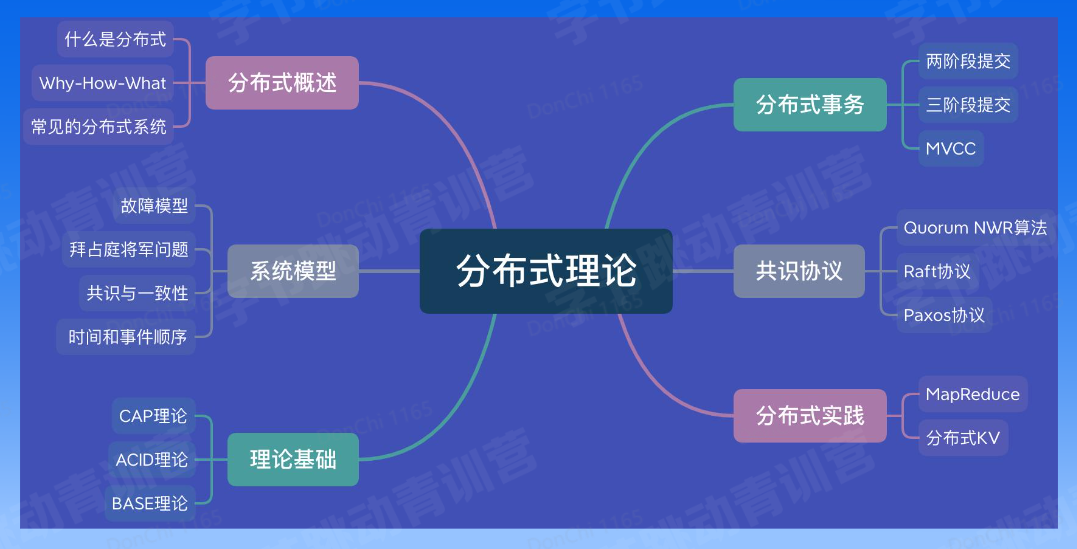 什么是分布式
Why-How-What
常见的分布式系统
分布式概述
故障模型
拜占庭将军问题
共识与一致性
时间和事件顺序
系统模型
CAP理论
ACID理论
BASE理论
理论基础
分布式理论
分布式事务
两阶段提交
三阶段提交
MVCC
共识协议
Quorum NWR算法
Raft协议
Paxos协议
分布式实践
MapReduce
分布式KV
字节跳动青训营
DonChi 1165